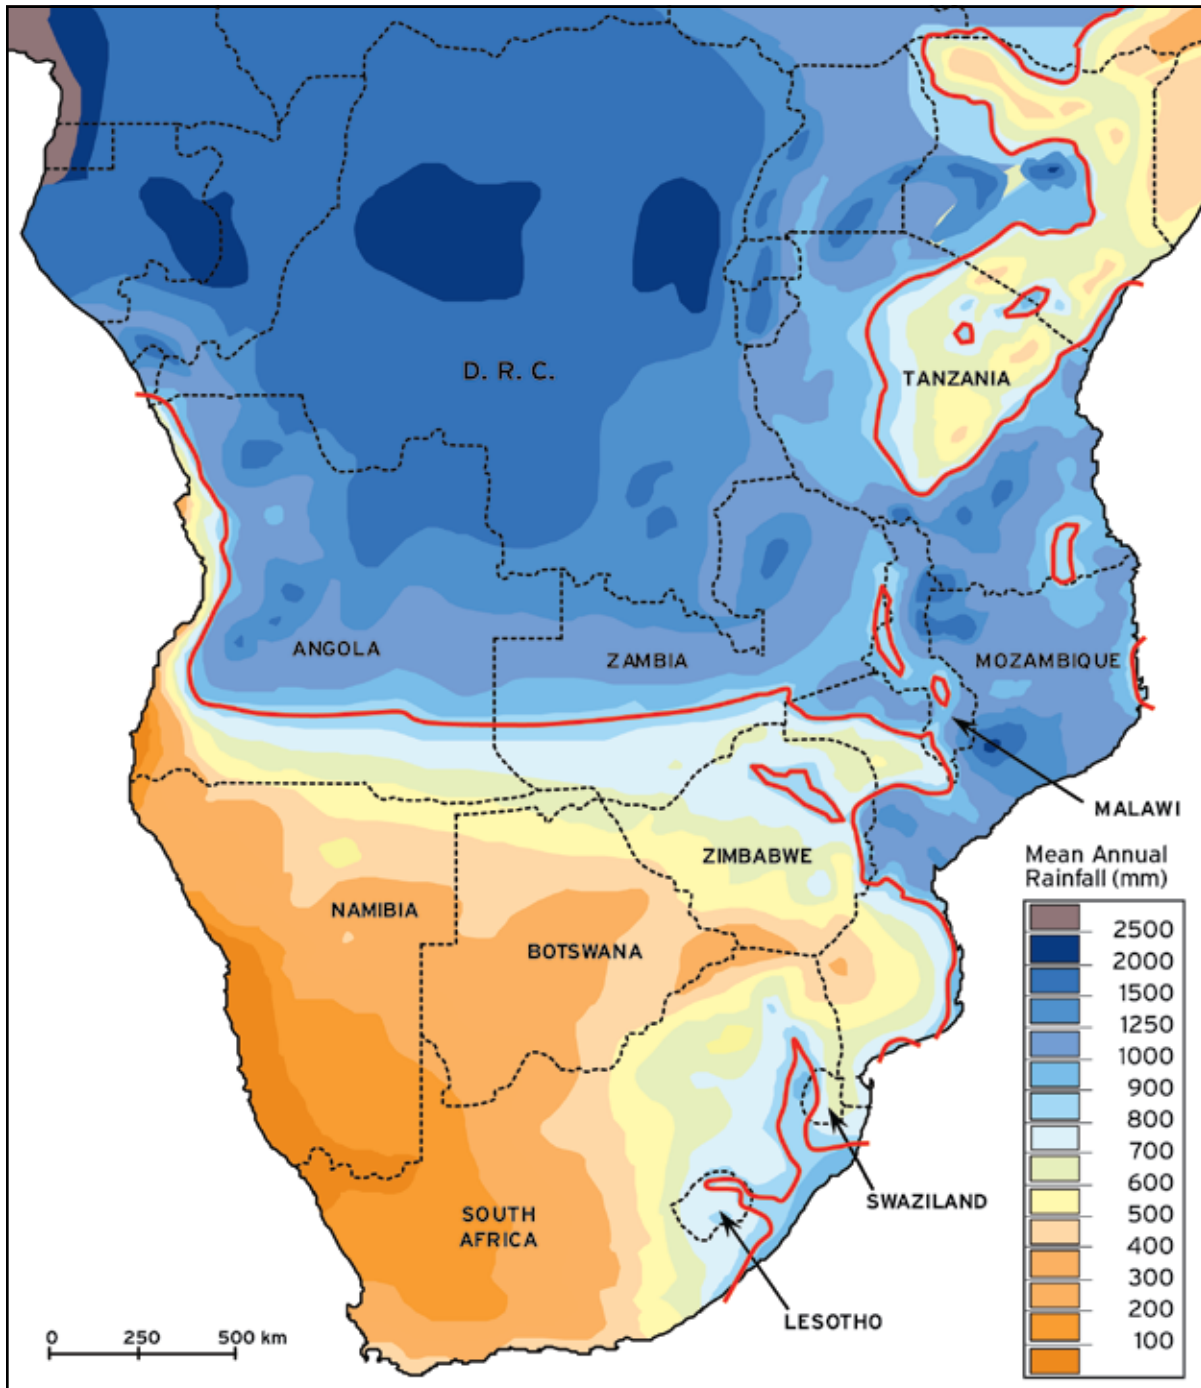 D. R. C.
TANZANIA
ANGOLA
ZAMBIA
MOZAMBIQUE
MALAWI
ZIMBABWE
NAMIBIA
BOTSWANA
SWAZILAND
SOUTH
AFRICA
LESOTHO
Mean Annual
Rainfall (mm)
2500
2000
1500
1250
1000
900
800
700
600
500
400
300
200
100
0 250 500 km